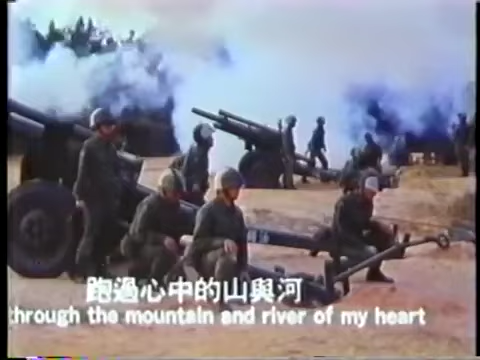 跑過心中的山與河
through the mountain and river of my heart